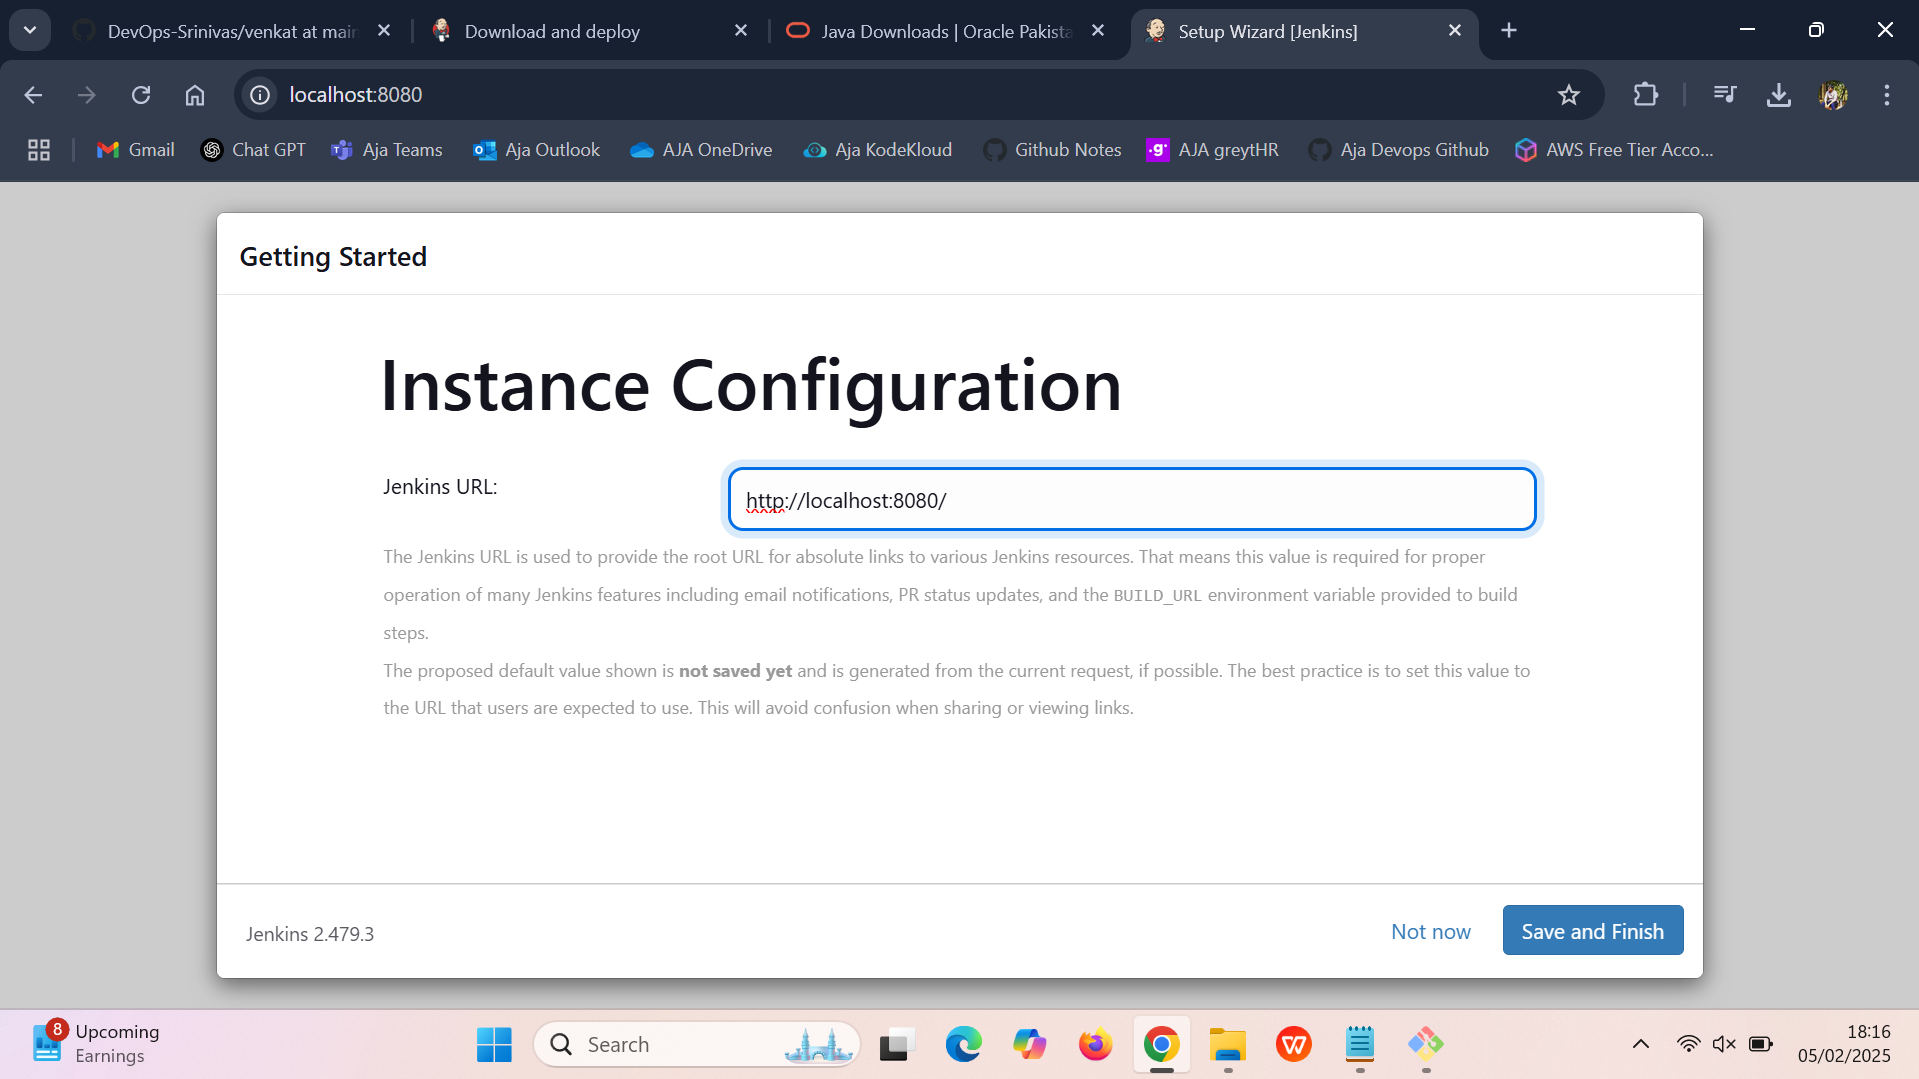 DevOps-Srinivas/venkat at main
Download and deploy
Java Downloads | Oracle Pakista
Setup Wizard [Jenkins]
localhost:8080
Gmail
Chat GPT
Aja Teams
Aja Outlook
AJA OneDrive
Aja KodeKloud
Github Notes
.g
AJA greytHR
Aja Devops Github
AWS Free Tier Acco...
Getting Started
Instance Configuration
Jenkins URL:
http://localhost:8080/
The Jenkins URL is used to provide the root URL for absolute links to various Jenkins resources. That means this value is required for proper
operation of many Jenkins features including email notifications, PR status updates, and the BUILD_URL environment variable provided to build
steps.
The proposed default value shown is not saved yet and is generated from the current request, if possible. The best practice is to set this value to
the URL that users are expected to use. This will avoid confusion when sharing or viewing links.
Jenkins 2.479.3
Not now
Save and Finish
8
Upcoming
Earnings
Search
18:16
05/02/2025